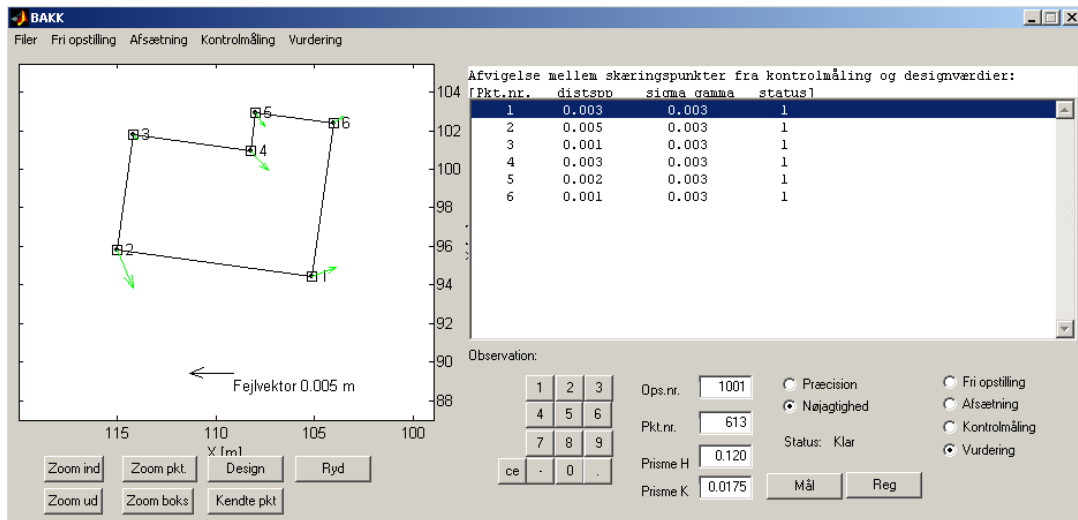 BAKK
Filer Fri opstilling Afsætning Kontrolmåling Vurdering
Afvigelse mellem skæringspunkter fra kontrolmåling og designværdier:
[Pkt.nr. distspp sigma_gamma status]
1 0.003 0.003 1
2 0.005 0.003 1
3 0.001 0.003 1
4 0.003 0.003 1
5 0.002 0.003 1
6 0.001 0.003 1
104
102
100
98
96
94
92
90
88
5
6
3
4
2
1
Fejlvektor 0.005 m
115 110 105 100
X [m]
Zoom ind Zoom pkt. Design Ryd
Zoom ud Zoom boks Kendte pkt
Observation:
1 2 3
4 5 6
7 8 9
ce - 0 .
Ops.nr. 1001
Pkt.nr. 613
Prisme H 0.120
Prisme K 0.0175
Præcision
Nøjagtighed
Status: Klar
Mål Reg
Fri opstilling
Afsætning
Kontrolmåling
Vurdering